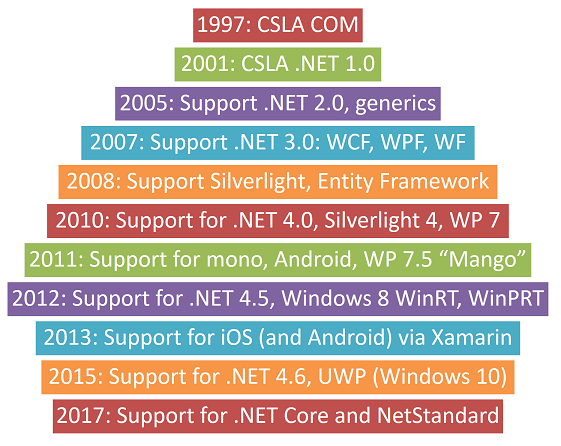 1997: CSLA COM
2001: CSLA .NET 1.0
2005: Support .NET 2.0, generics
2007: Support .NET 3.0: WCF, WPF, WF
2008: Support Silverlight, Entity Framework
2010: Support for .NET 4.0, Silverlight 4, WP 7
2011: Support for mono, Android, WP 7.5 “Mango”
2012: Support for .NET 4.5, Windows 8 WinRT, WinPRT
2013: Support for iOS (and Android) via Xamarin
2015: Support for .NET 4.6, UWP (Windows 10)
2017: Support for .NET Core and NetStandard